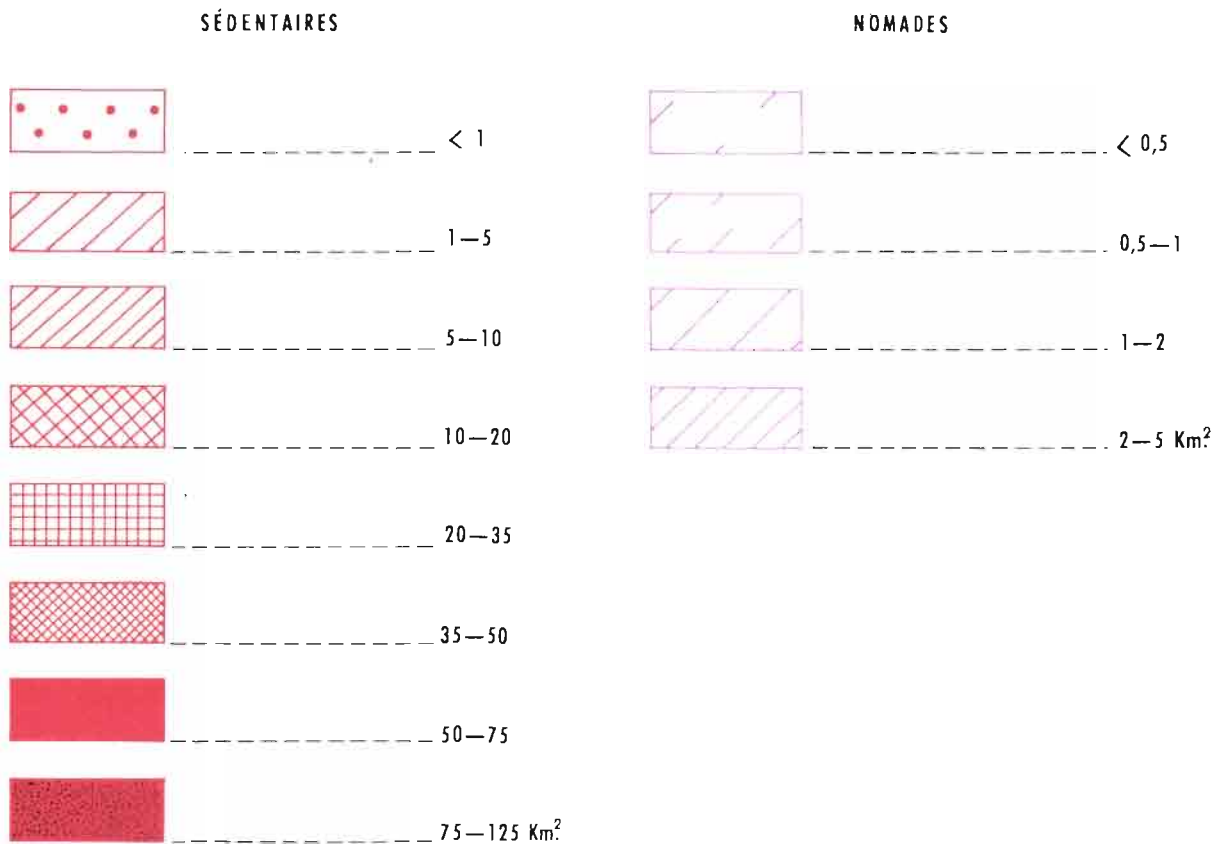 SÉDENTAIRES
< 1
1—5
5—10
10—20
20—35
35—50
50—75
75—125 Km²
NOMADES
< 0,5
0,5—1
1—2
2—5 Km²